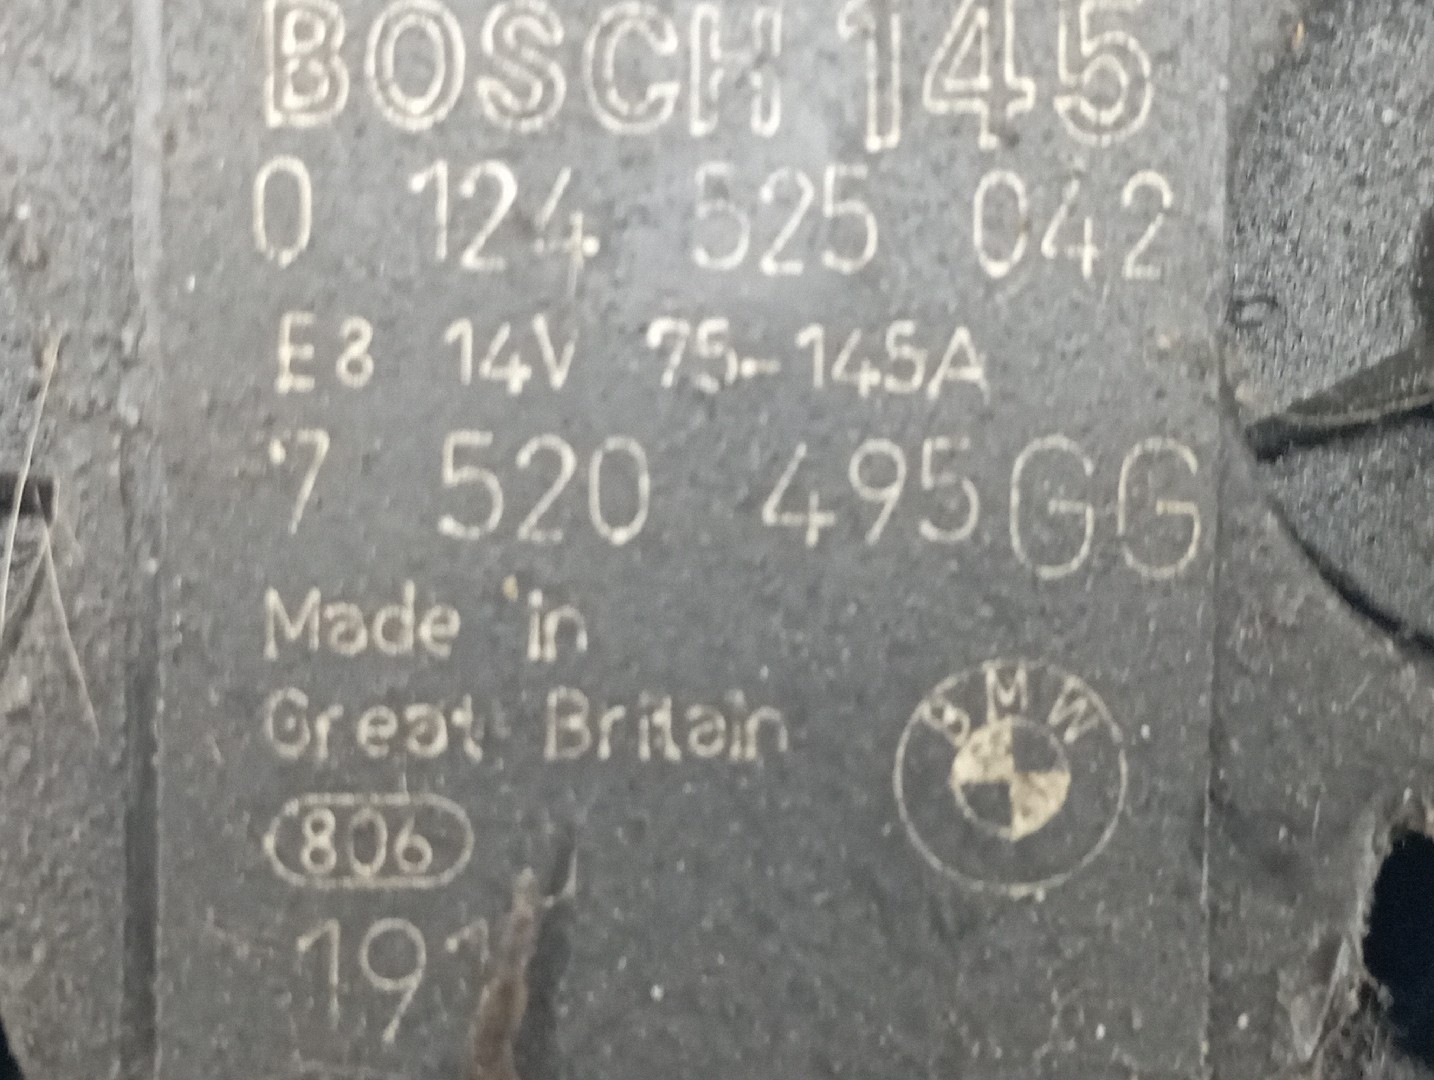 BOSCH 145
0 124 525 042
E8 14V 75-145A
7 520 495GG
Made in
Great Britain
BMW
806
191